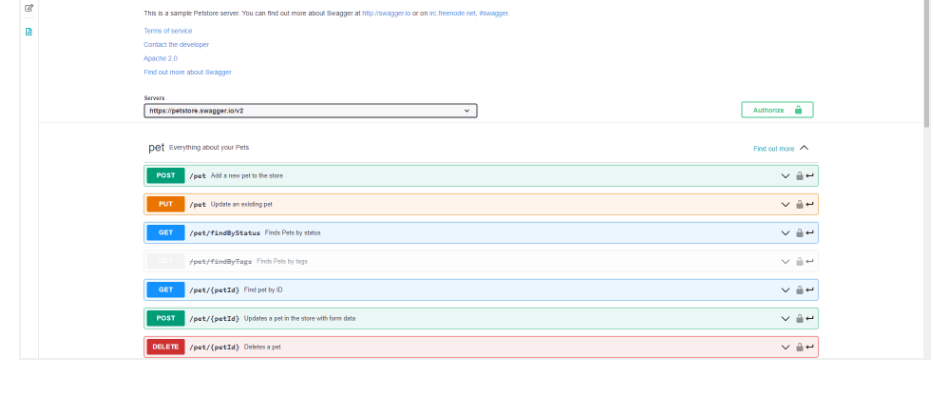 This is a sample Petstore server. You can find out more about Swagger at http://swagger.io or on irc.freenode.net, #swagger.
Terms of service
Contact the developer
Apache 2.0
Find out more about Swagger
Servers
https://petstore.swagger.io/v2
Authorize
pet Everything about your Pets
Find out more
POST /pet Add a new pet to the store
PUT /pet Update an existing pet
GET /pet/findByStatus Finds Pets by status
GET /pet/findByTags Finds Pets by tags
GET /pet/{petId} Find pet by ID
POST /pet/{petId} Updates a pet in the store with form data
DELETE /pet/{petId} Deletes a pet